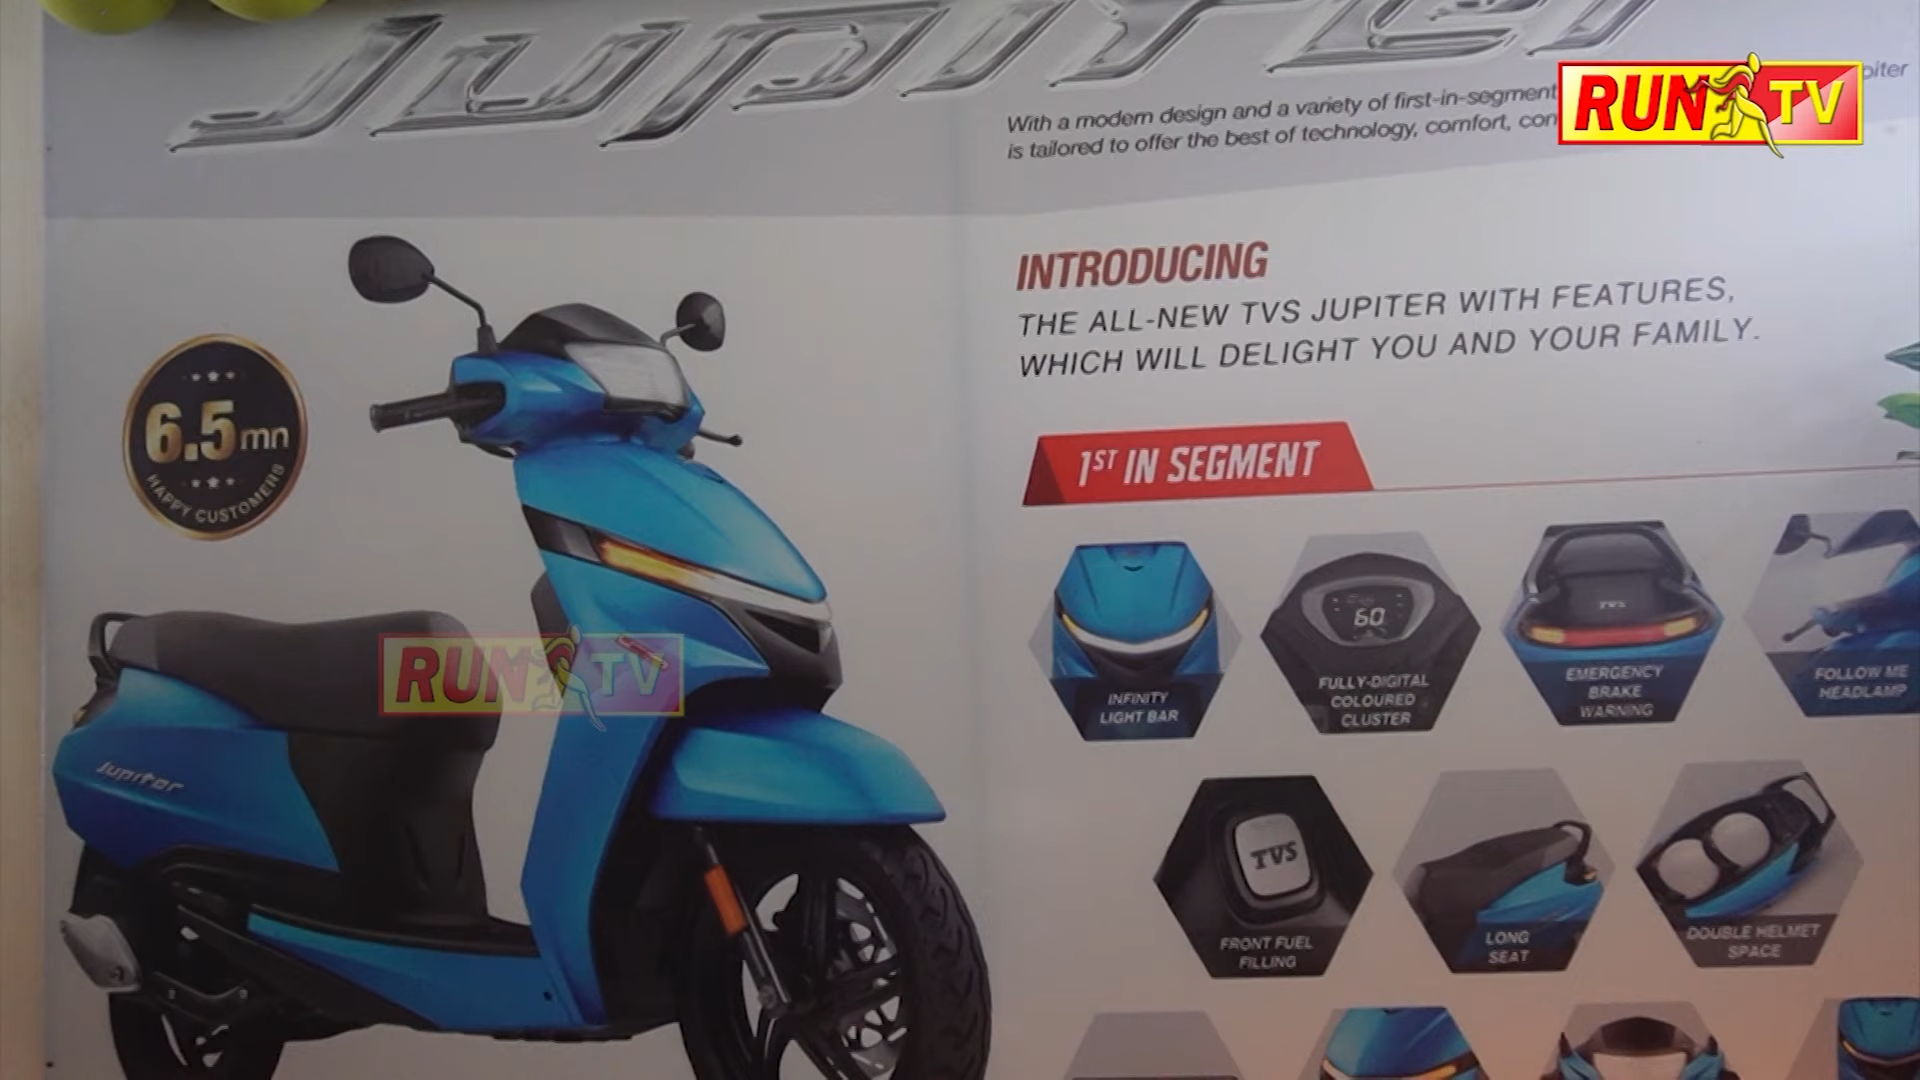 Jupiter
With a modern design and a variety of first-in-segment
is tailored to offer the best of technology, comfort,
RUN TV
INTRODUCING
THE ALL-NEW TVS JUPITER WITH FEATURES,
WHICH WILL DELIGHT YOU AND YOUR FAMILY.
6.5mn
HAPPY CUSTOMERS
1ST IN SEGMENT
60
TVS
INFINITY
LIGHT BAR
FULLY-DIGITAL
COLOURED
CLUSTER
EMERGENCY
BRAKE
WARNING
FOLLOW ME
HEADLAMP
RUN TV
Jupiter
TVS
FRONT FUEL
FILLING
LONG
SEAT
DOUBLE HELMET
SPACE